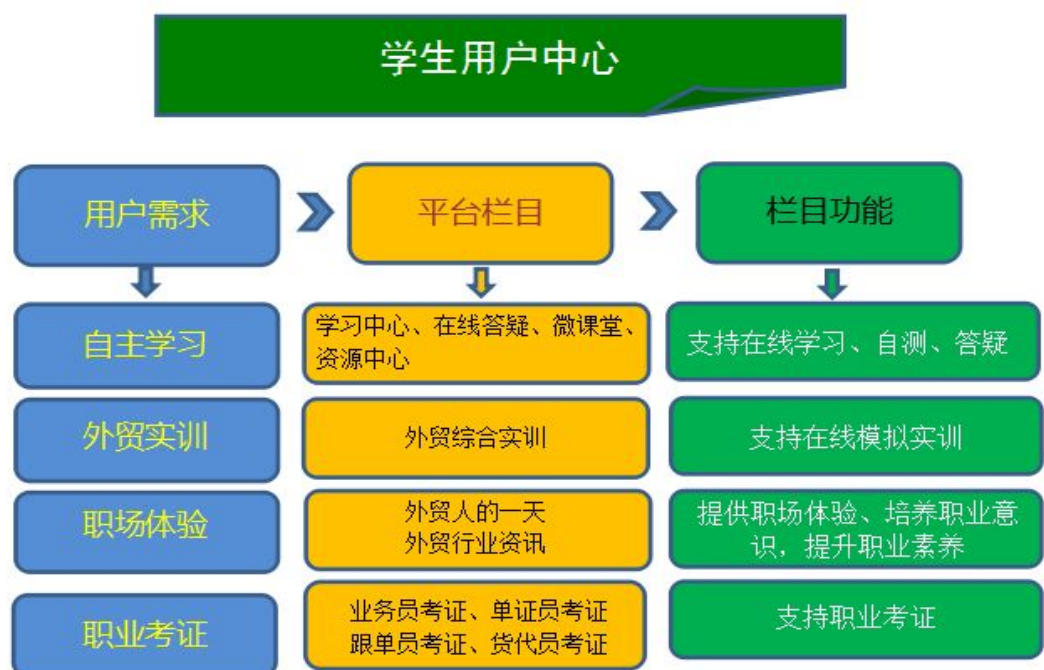 学生用户中心
用户需求
平台栏目
栏目功能
自主学习
学习中心、在线答疑、微课堂、
资源中心
支持在线学习、自测、答疑
外贸实训
外贸综合实训
支持在线模拟实训
职场体验
外贸人的一天
外贸行业资讯
提供职场体验、培养职业意
识，提升职业素养
职业考证
业务员考证、单证员考证
跟单员考证、货代员考证
支持职业考证